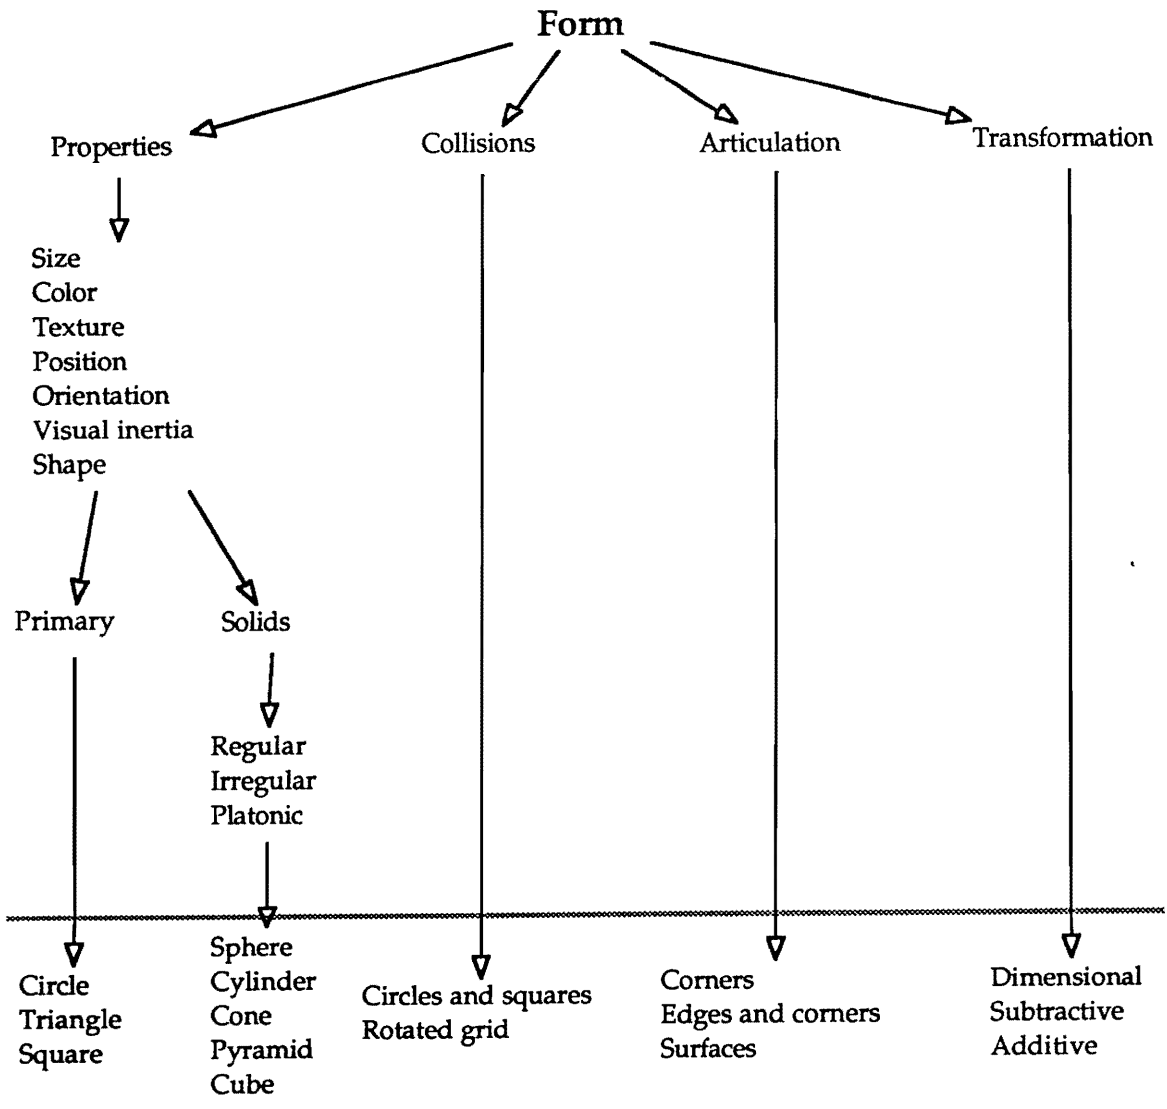 Form
Properties
Collisions
Articulation
Transformation
Size
Color
Texture
Position
Orientation
Visual inertia
Shape
Primary
Solids
Regular
Irregular
Platonic
Circle
Triangle
Square
Sphere
Cylinder
Cone
Pyramid
Cube
Circles and squares
Rotated grid
Corners
Edges and corners
Surfaces
Dimensional
Subtractive
Additive